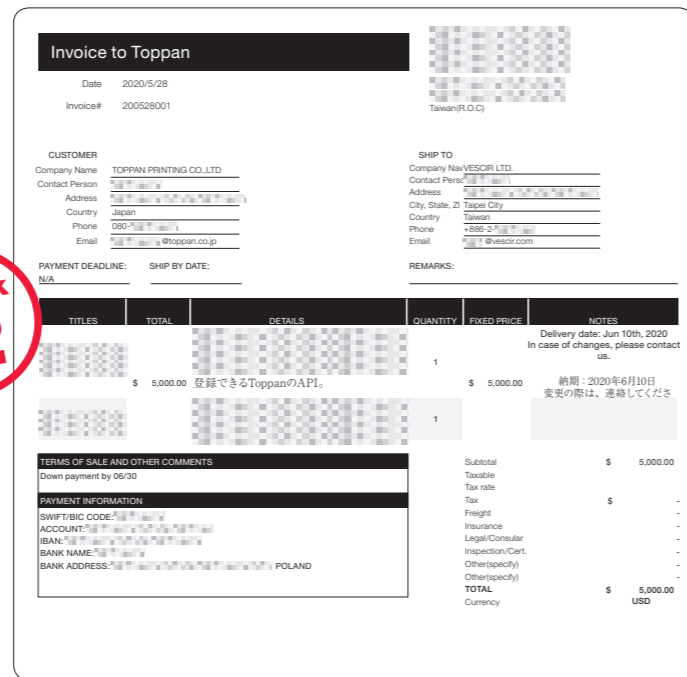 Invoice to Toppan
Date 2020/5/28
Invoice# 200528001
Taiwan(R.O.C)
CUSTOMER
Company Name TOPPAN PRINTING CO.,LTD
Contact Person
Address
Country Japan
Phone 080-
Email @toppan.co.jp
SHIP TO
Company Nav VESCIR LTD.
Contact Perso
Address
City, State, ZI Taipei City
Country Taiwan
Phone +886-2-
Email @vescir.com
PAYMENT DEADLINE: SHIP BY DATE: REMARKS:
N/A
TITLES TOTAL DETAILS QUANTITY FIXED PRICE NOTES
Delivery date: Jun 10th, 2020
In case of changes, please contact
us.
1
$ 5,000.00 登録できるToppanのAPI。 $ 5,000.00 納期：2020年6月10日
変更の際は、連絡してくださ
1
TERMS OF SALE AND OTHER COMMENTS
Down payment by 06/30
PAYMENT INFORMATION
SWIFT/BIC CODE:
ACCOUNT:
IBAN:
BANK NAME:
BANK ADDRESS: POLAND
Subtotal $ 5,000.00
Taxable
Tax rate
Tax $ -
Freight -
Insurance -
Legal/Consular -
Inspection/Cert. -
Other(specify) -
Other(specify) -
TOTAL $ 5,000.00
Currency USD